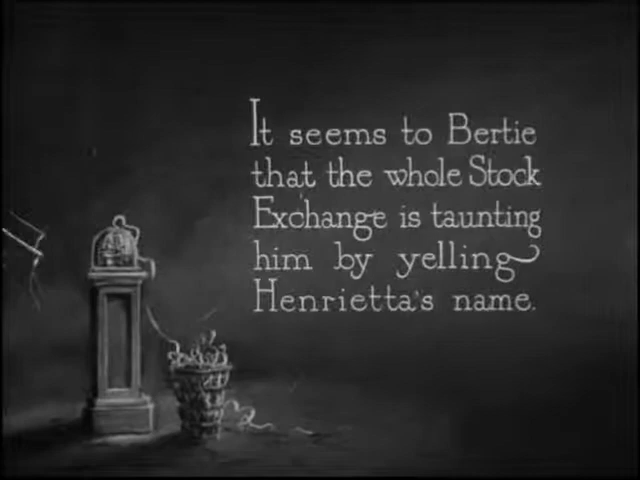 It seems to Bertie
that the whole Stock
Exchange is taunting
him by yelling
Henrietta's name.